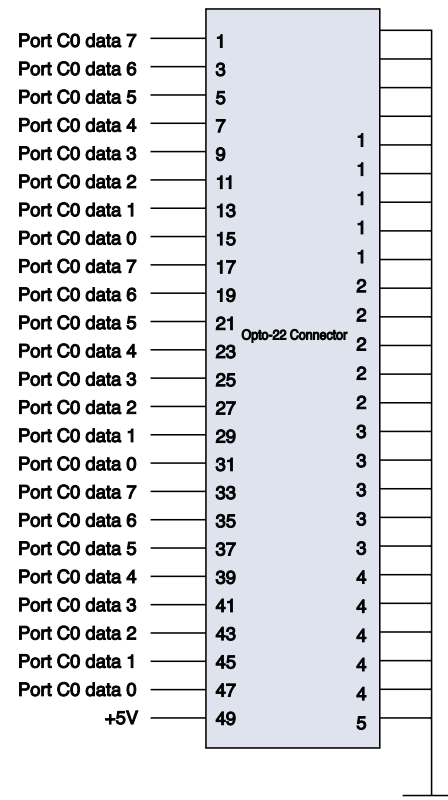 Port C0 data 7 1
Port C0 data 6 3
Port C0 data 5 5
Port C0 data 4 7
1
Port C0 data 3 9
1
Port C0 data 2 11
1
Port C0 data 1 13
1
Port C0 data 0 15
1
Port C0 data 7 17
2
Port C0 data 6 19
2
Port C0 data 5 21
Opto-22 Connector
2
Port C0 data 4 23
2
Port C0 data 3 25
2
Port C0 data 2 27
3
Port C0 data 1 29
3
Port C0 data 0 31
3
Port C0 data 7 33
3
Port C0 data 6 35
3
Port C0 data 5 37
4
Port C0 data 4 39
4
Port C0 data 3 41
4
Port C0 data 2 43
4
Port C0 data 1 45
4
Port C0 data 0 47
5
+5V 49